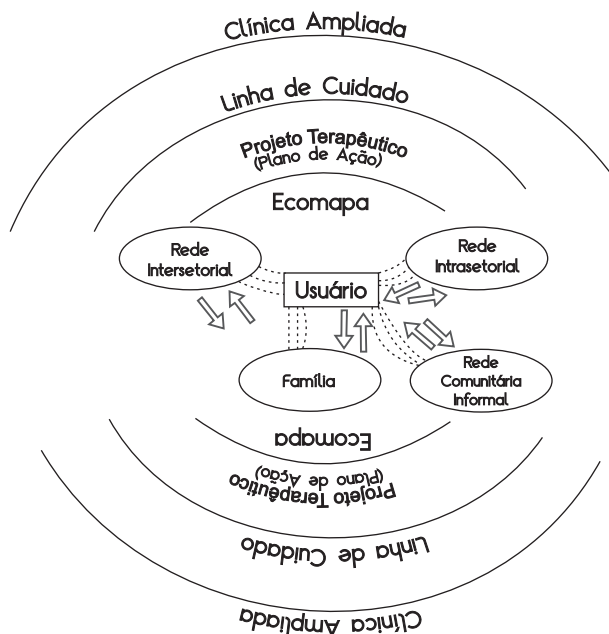 Clínica Ampliada
Linha de Cuidado
Projeto Terapêutico
(Plano de Ação)
Ecomapa
Rede
Intersetorial
Rede
Intrasetorial
Usuário
Família
Rede
Comunitária
Informal
Ecomapa
(Plano de Ação)
Projeto Terapêutico
Linha de Cuidado
Clínica Ampliada